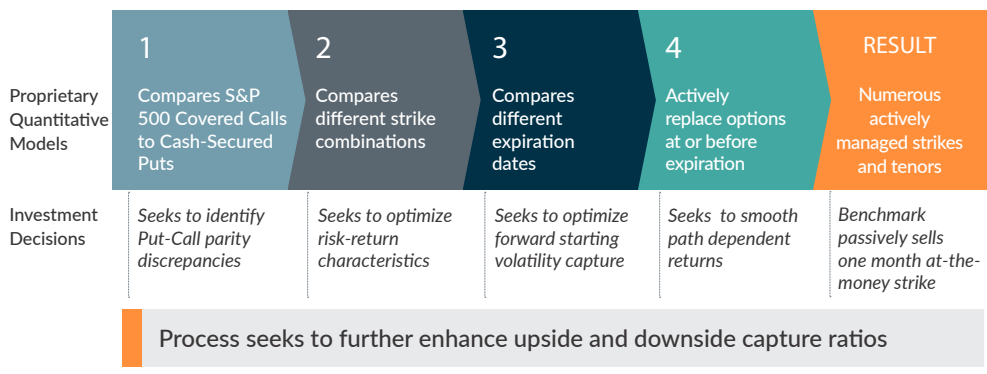 Proprietary
Quantitative
Models
1
Compares S&P
500 Covered Calls
to Cash-Secured
Puts
2
Compares
different strike
combinations
3
Compares
different
expiration
dates
4
Actively
replace options
at or before
expiration
RESULT
Numerous
actively
managed strikes
and tenors
Investment
Decisions
Seeks to identify
Put-Call parity
discrepancies
Seeks to optimize
risk-return
characteristics
Seeks to optimize
forward starting
volatility capture
Seeks to smooth
path dependent
returns
Benchmark
passively sells
one month at-the-
money strike
Process seeks to further enhance upside and downside capture ratios